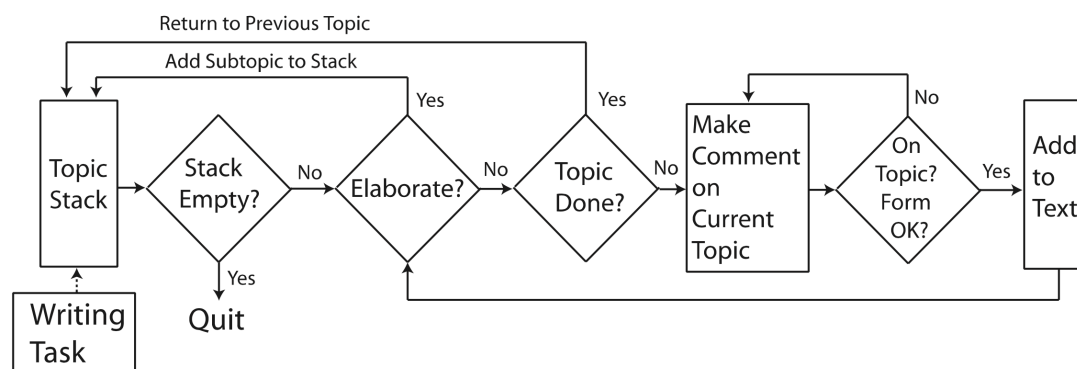 Return to Previous Topic
Add Subtopic to Stack
Yes
Yes
No
Topic
Stack
Stack
Empty?
No
Elaborate?
No
Topic
Done?
No
Make
Comment
on
Current
Topic
On
Topic?
Form
OK?
Yes
Add
to
Text
Yes
Quit
Writing
Task